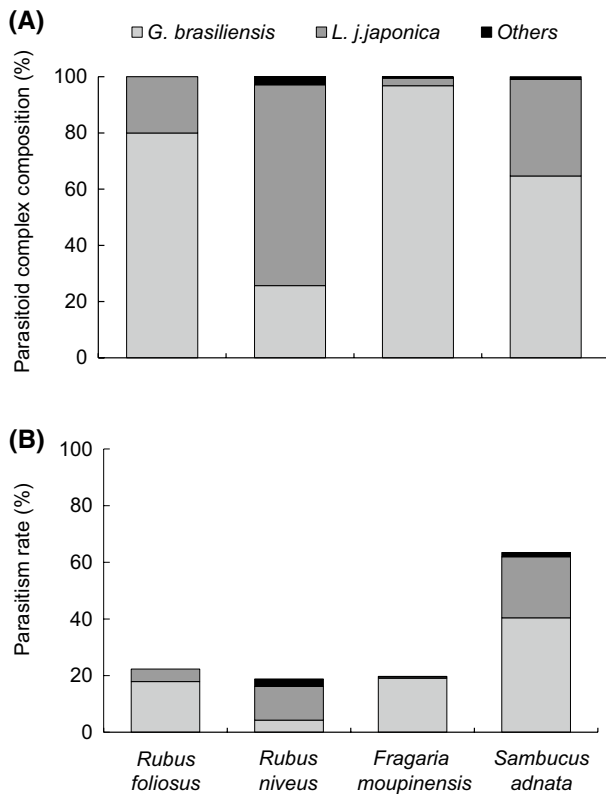 (A)
G. brasiliensis L. j.japonica Others
Parasitoid complex composition (%)
100
80
60
40
20
0
(B)
Parasitism rate (%)
100
80
60
40
20
0
Rubus foliosus
Rubus niveus
Fragaria moupinensis
Sambucus adnata